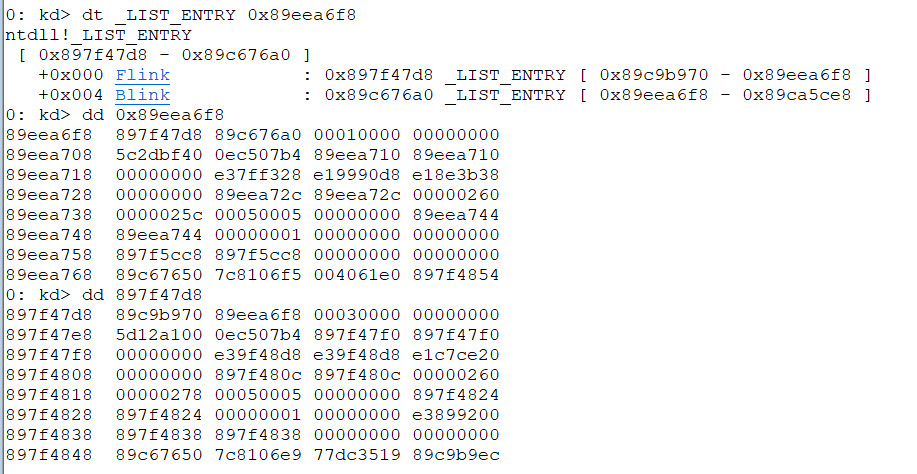 0: kd> dt _LIST_ENTRY 0x89eea6f8
ntdll!_LIST_ENTRY
 [ 0x897f47d8 - 0x89c676a0 ]
   +0x000 Flink            : 0x897f47d8 _LIST_ENTRY [ 0x89c9b970 - 0x89eea6f8 ]
   +0x004 Blink            : 0x89c676a0 _LIST_ENTRY [ 0x89eea6f8 - 0x89ca5ce8 ]
0: kd> dd 0x89eea6f8
89eea6f8  897f47d8 89c676a0 00010000 00000000
89eea708  5c2dbf40 0ec507b4 89eea710 89eea710
89eea718  00000000 e37ff328 e19990d8 e18e3b38
89eea728  00000000 89eea72c 89eea72c 00000260
89eea738  0000025c 00050005 00000000 89eea744
89eea748  89eea744 00000001 00000000 00000000
89eea758  897f5cc8 897f5cc8 00000000 00000000
89eea768  89c67650 7c8106f5 004061e0 897f4854
0: kd> dd 897f47d8
897f47d8  89c9b970 89eea6f8 00030000 00000000
897f47e8  5d12a100 0ec507b4 897f47f0 897f47f0
897f47f8  00000000 e39f48d8 e39f48d8 e1c7ce20
897f4808  00000000 897f480c 897f480c 00000260
897f4818  00000278 00050005 00000000 897f4824
897f4828  897f4824 00000001 00000000 e3899200
897f4838  897f4838 897f4838 00000000 00000000
897f4848  89c67650 7c8106e9 77dc3519 89c9b9ec